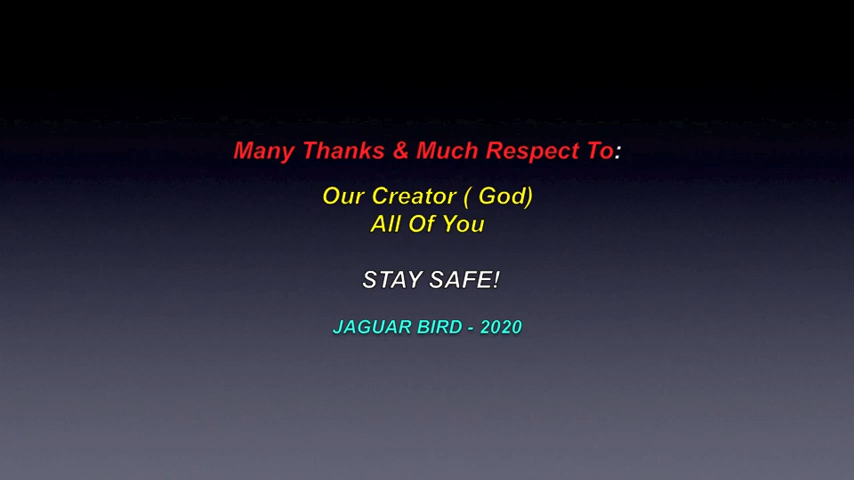 Many Thanks & Much Respect To:
Our Creator ( God)
All Of You
STAY SAFE!
JAGUAR BIRD - 2020